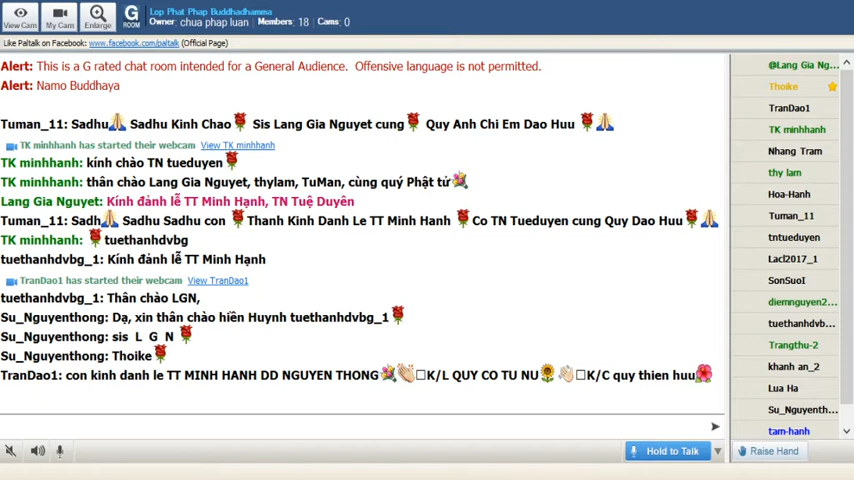 View Cam
My Cam
Enlarge
G
ROOM
Lop Phat Phap Buddhadhamma
Owner: chua phap luan Members: 18 Cams: 0
Like Paltalk on Facebook: www.facebook.com/paltalk (Official Page)
Alert: This is a G rated chat room intended for a General Audience. Offensive language is not permitted.
Alert: Namo Buddhaya
Tuman_11: Sadhu🙏 Sadhu Kinh Chao🌹 Sis Lang Gia Nguyet cung🌹 Quy Anh Chi Em Dao Huu 🌹🙏
TK minhhanh has started their webcam View TK minhhanh
TK minhhanh: kính chào TN tueduyen🌹
TK minhhanh: thân chào Lang Gia Nguyet, thylam, TuMan, cùng quý Phật tử💐
Lang Gia Nguyet: Kính đảnh lễ TT Minh Hạnh, TN Tuệ Duyên
Tuman_11: Sadh🙏 Sadhu Sadhu con 🌹Thanh Kinh Danh Le TT Minh Hanh 🌹Co TN Tueduyen cung Quy Dao Huu🌹🙏
TK minhhanh: 🌹tuethanhdvbg
tuethanhdvbg_1: Kính đảnh lễ TT Minh Hạnh
TranDao1 has started their webcam View TranDao1
tuethanhdvbg_1: Thân chào LGN,
Su_Nguyenthong: Dạ, xin thân chào hiền Huynh tuethanhdvbg_1🌹
Su_Nguyenthong: sis L G N 🌹
Su_Nguyenthong: Thoike🌹
TranDao1: con kinh danh le TT MINH HANH DD NGUYEN THONG💐👏□K/L QUY CO TU NU🌻👏□K/C quy thien huu🌺
Hold to Talk
Raise Hand
@Lang Gia Ng...
Thoike
TranDao1
TK minhhanh
Nhang Tram
thy lam
Hoa-Hanh
Tuman_11
tntueduyen
Lacl2017_1
SonSuoI
diemnguyen2...
tuethanhdvb...
Trangthu-2
khanh an_2
Lua Ha
Su_Nguyenth...
tam-hanh